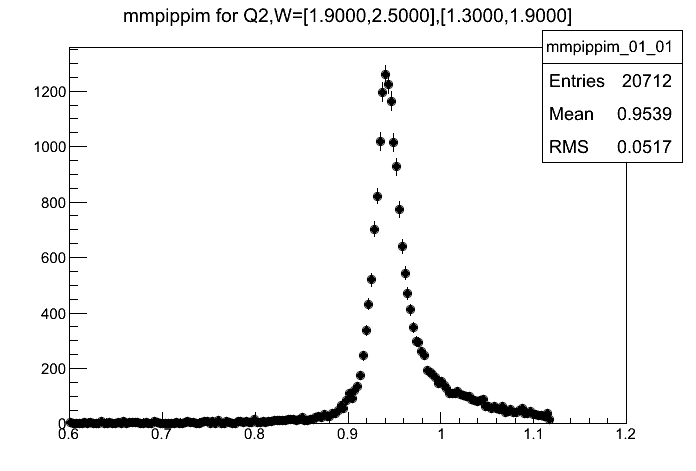 mmpippim for Q2,W=[1.9000,2.5000],[1.3000,1.9000]
mmpippim_01_01
Entries 20712
Mean 0.9539
RMS 0.0517
1200
1000
800
600
400
200
0
0.6 0.7 0.8 0.9 1 1.1 1.2